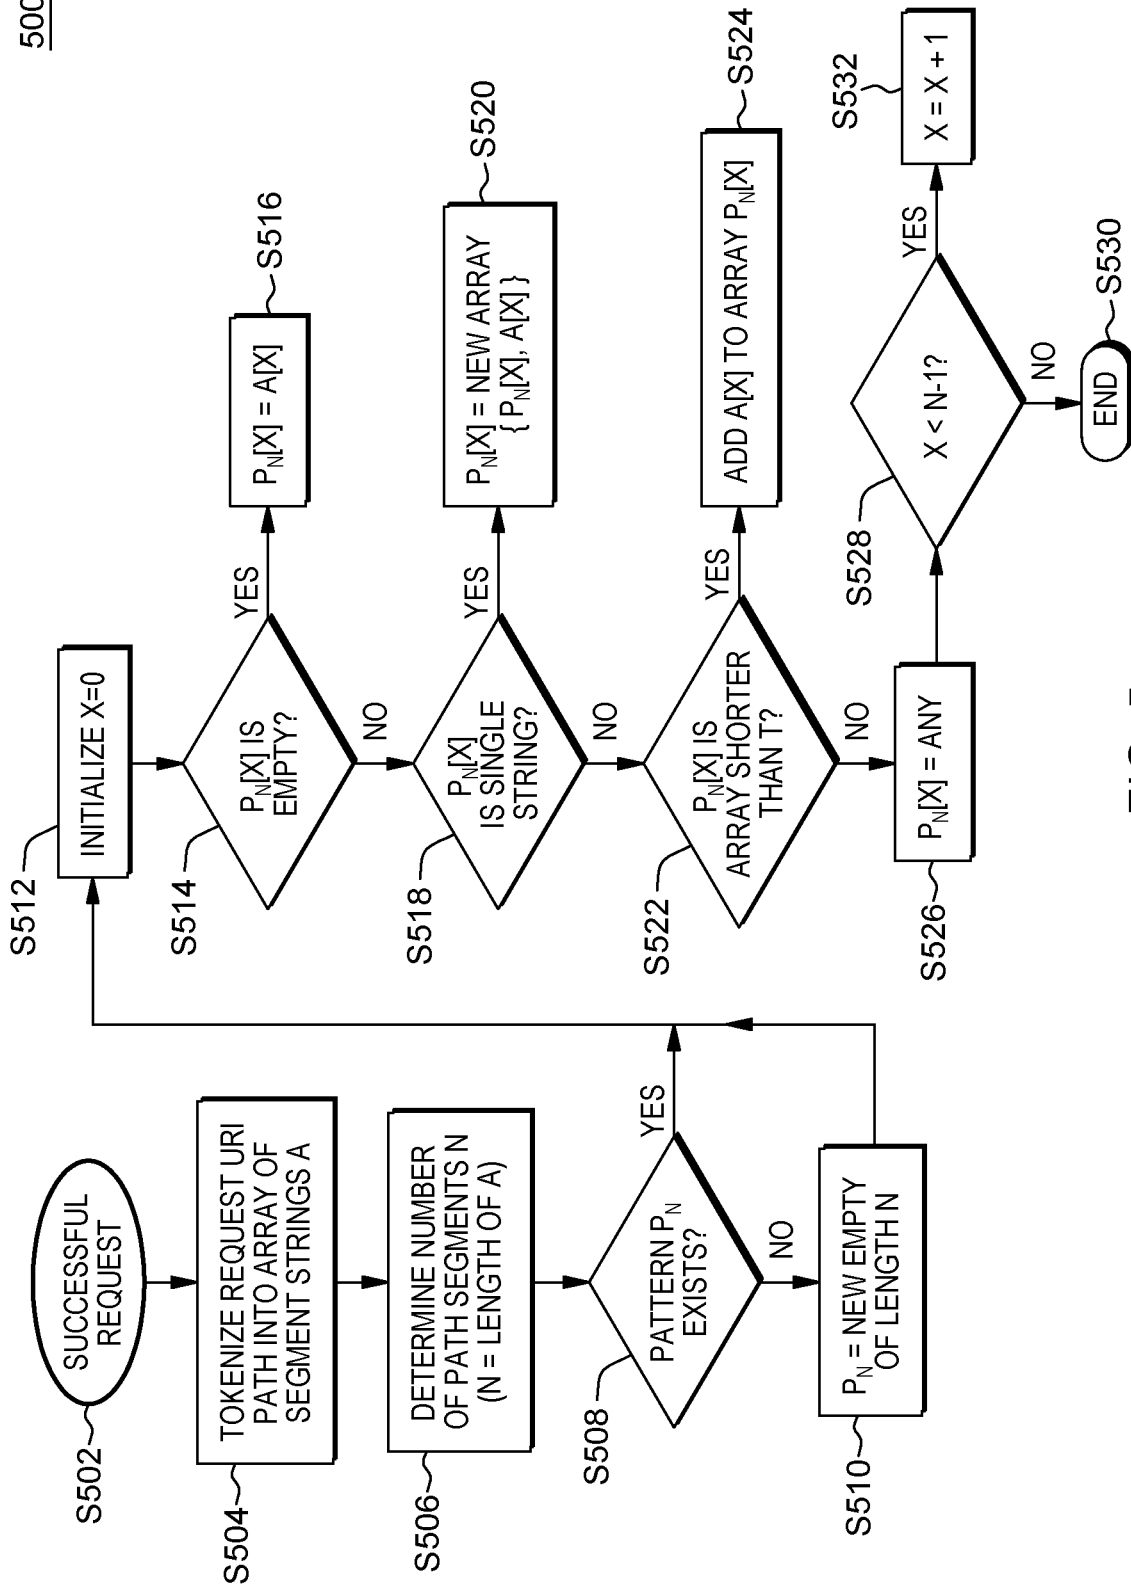 500
S502
SUCCESSFUL
REQUEST
S504
TOKENIZE REQUEST URI
PATH INTO ARRAY OF
SEGMENT STRINGS A
S506
DETERMINE NUMBER
OF PATH SEGMENTS N
(N = LENGTH OF A)
S508
PATTERN PN
EXISTS?
YES
NO
S510
PN = NEW EMPTY
OF LENGTH N
S512
INITIALIZE X=0
S514
PN[X] IS
EMPTY?
YES
NO
PN[X] = A[X]
S516
S518
PN[X]
IS SINGLE
STRING?
YES
NO
PN[X] = NEW ARRAY
{ PN[X], A[X] }
S520
S522
PN[X] IS
ARRAY SHORTER
THAN T?
YES
NO
ADD A[X] TO ARRAY PN[X]
S524
S526
PN[X] = ANY
S528
X < N-1?
YES
NO
S532
X = X + 1
END
S530